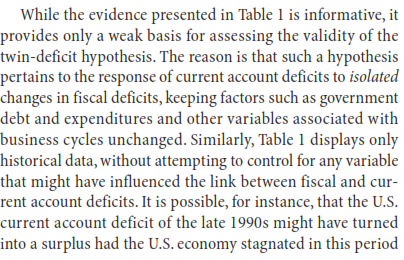 While the evidence presented in Table 1 is informative, it
provides only a weak basis for assessing the validity of the
twin-deficit hypothesis. The reason is that such a hypothesis
pertains to the response of current account deficits to isolated
changes in fiscal deficits, keeping factors such as government
debt and expenditures and other variables associated with
business cycles unchanged. Similarly, Table 1 displays only
historical data, without attempting to control for any variable
that might have influenced the link between fiscal and cur-
rent account deficits. It is possible, for instance, that the U.S.
current account deficit of the late 1990s might have turned
into a surplus had the U.S. economy stagnated in this period